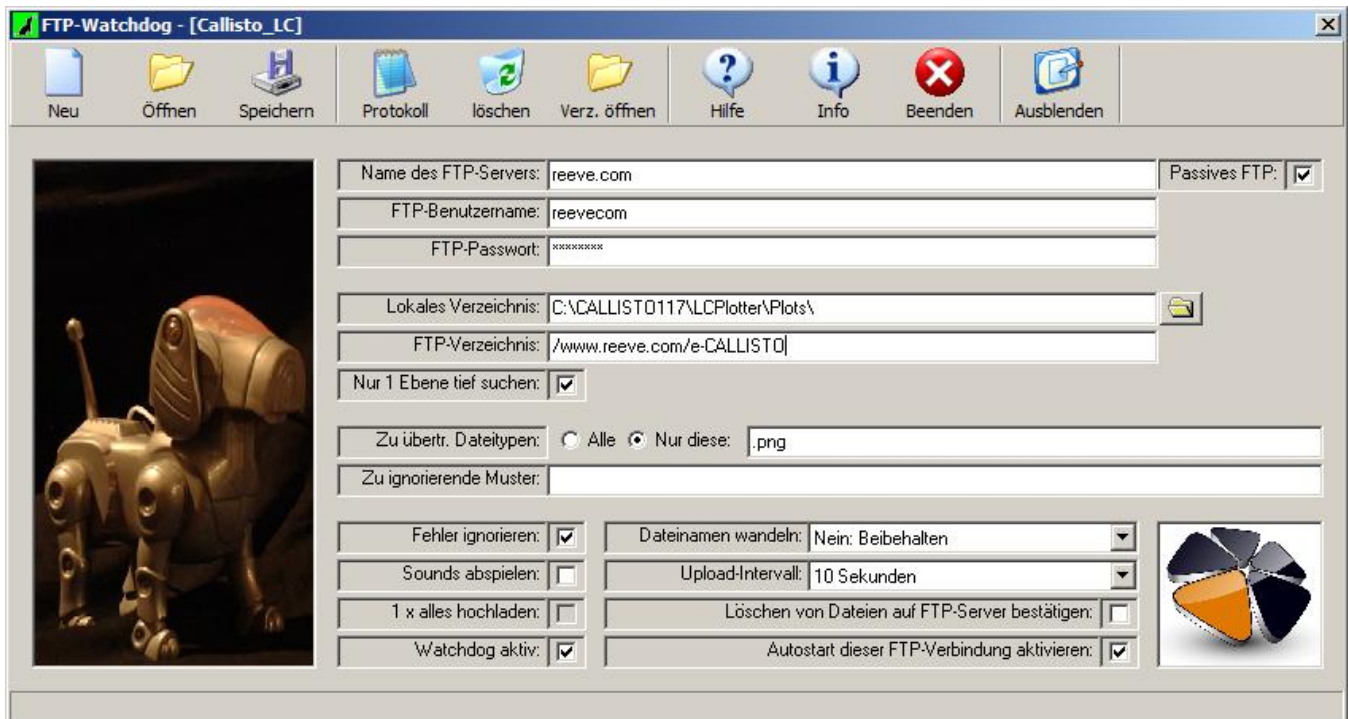 FTP-Watchdog - [Callisto_LC]
Neu Öffnen Speichern Protokoll löschen Verz. öffnen Hilfe Info Beenden Ausblenden
Name des FTP-Servers: reeve.com Passives FTP:
FTP-Benutzername: reevecom
FTP-Passwort: ********
Lokales Verzeichnis: C:\CALLISTO117\LCPlotter\Plots\
FTP-Verzeichnis: /www.reeve.com/e-CALLISTO
Nur 1 Ebene tief suchen:
Zu übertr. Dateitypen: Alle Nur diese: .png
Zu ignorierende Muster:
Fehler ignorieren: Dateinamen wandeln: Nein: Beibehalten
Sounds abspielen: Upload-Intervall: 10 Sekunden
1 x alles hochladen: Löschen von Dateien auf FTP-Server bestätigen:
Watchdog aktiv: Autostart dieser FTP-Verbindung aktivieren: